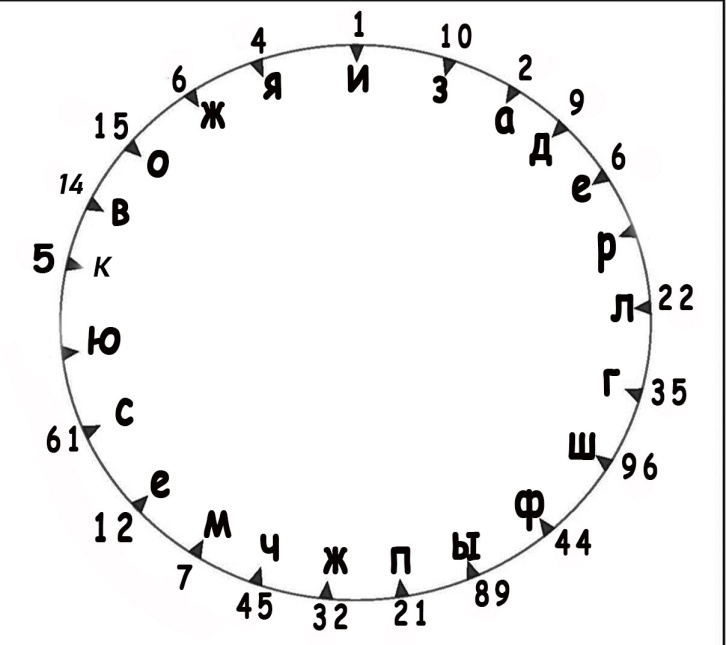 1 и
10 з
2 а
9 д
6 е
р
22 л
35 г
96 ш
44 ф
89 ы
21 п
32 ж
45 ч
7 м
12 е
61 с
ю
5 к
14 в
15 о
6 ж
4 я